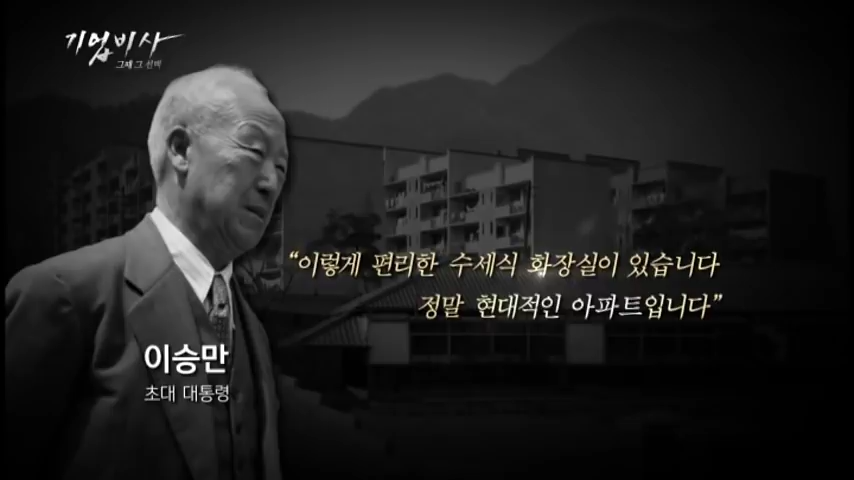 기업비사
그때 그 선택
“이렇게 편리한 수세식 화장실이 있습니다
정말 현대적인 아파트입니다”
이승만
초대 대통령